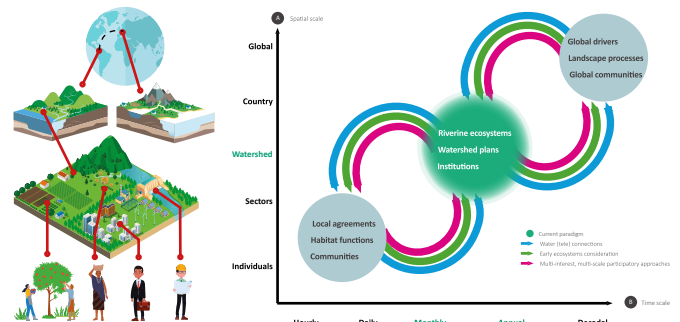 A Spatial scale
Global
Country
Watershed
Sectors
Individuals
Global drivers
Landscape processes
Global communities
Riverine ecosystems
Watershed plans
Institutions
Local agreements
Habitat functions
Communities
Current paradigm
Water (tele) connections
Early ecosystems consideration
Multi-interest, multi-scale participatory approaches
B Time scale
Hourly Daily Monthly Annual Decadal